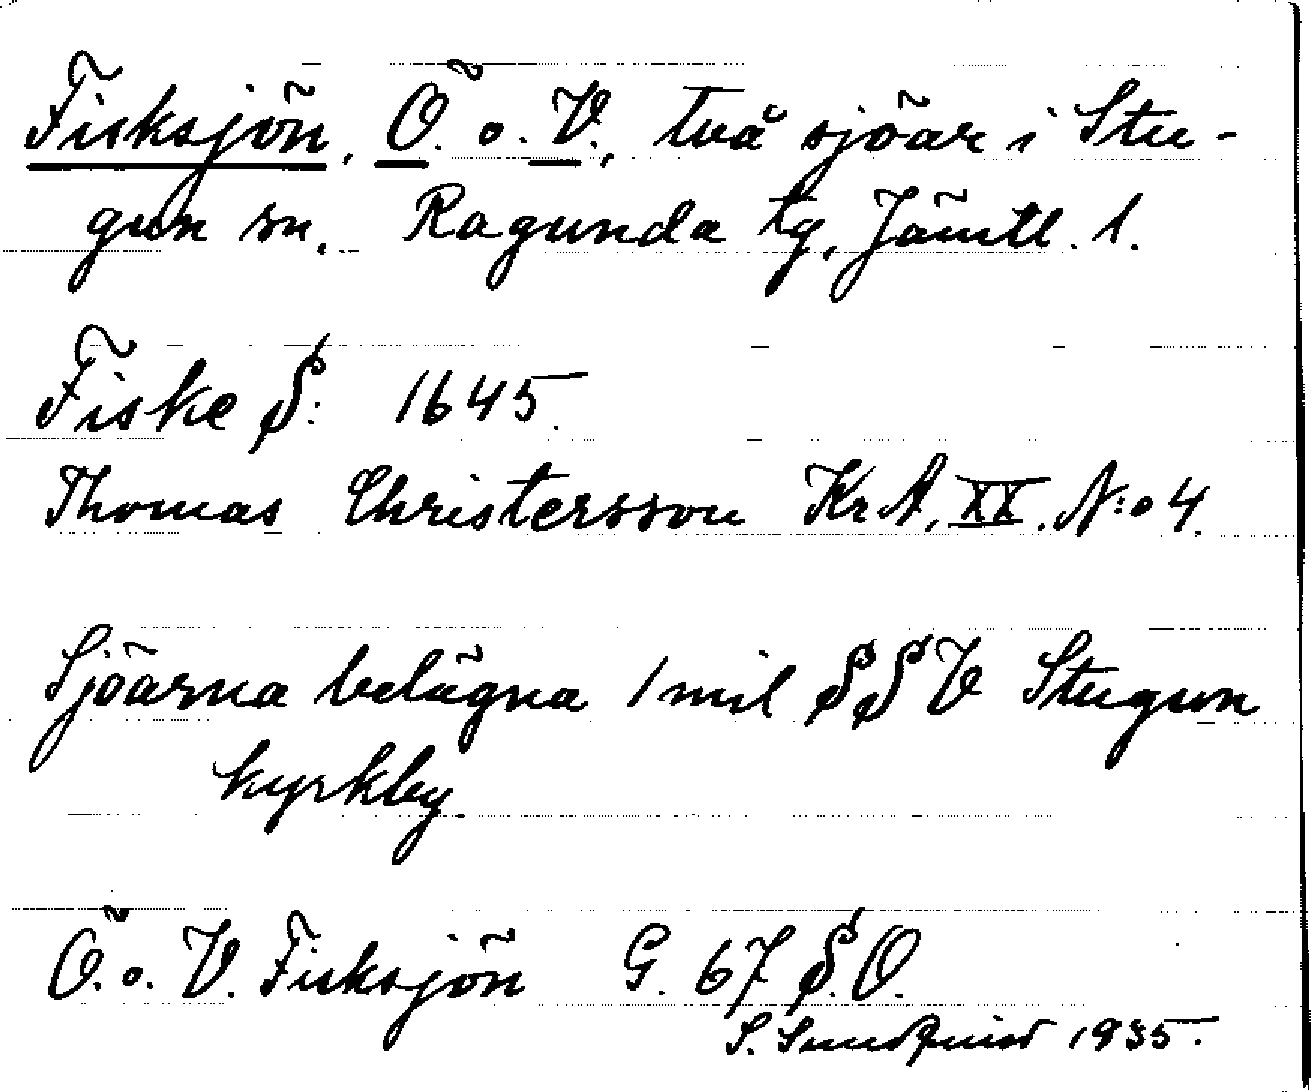 Fisksjön, Ö. o. V., två sjöar i Stu-
gun sn. Ragunda tg, Jämtl. l.
Fiske S: 1645.
Thomas Christersson KrA. XX. N:o 4.
Sjöarna belägna 1 mil SSV Stugun
kyrkby.
Ö. o. V. Fisksjön G. 67 S.O.
S. Sundquist 1935.